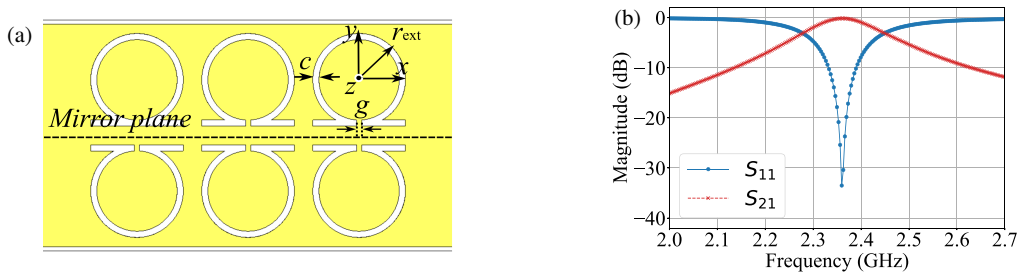 (a)
y
r_ext
c
x
z
g
Mirror plane
(b)
0
−10
−20
−30
−40
Magnitude (dB)
S_11
S_21
2.0 2.1 2.2 2.3 2.4 2.5 2.6 2.7
Frequency (GHz)